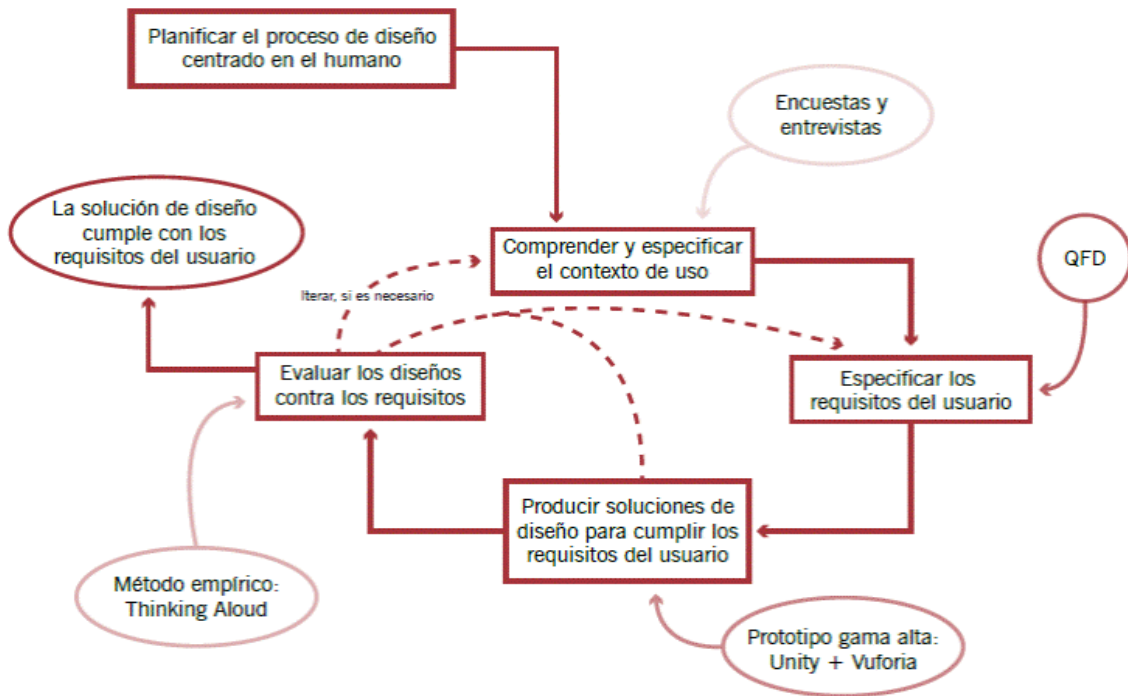 Planificar el proceso de diseño
centrado en el humano
Encuestas y
entrevistas
La solución de diseño
cumple con los
requisitos del usuario
Comprender y especificar
el contexto de uso
QFD
Iterar, si es necesario
Evaluar los diseños
contra los requisitos
Especificar los
requisitos del usuario
Producir soluciones de
diseño para cumplir los
requisitos del usuario
Método empírico:
Thinking Aloud
Prototipo gama alta:
Unity + Vuforia